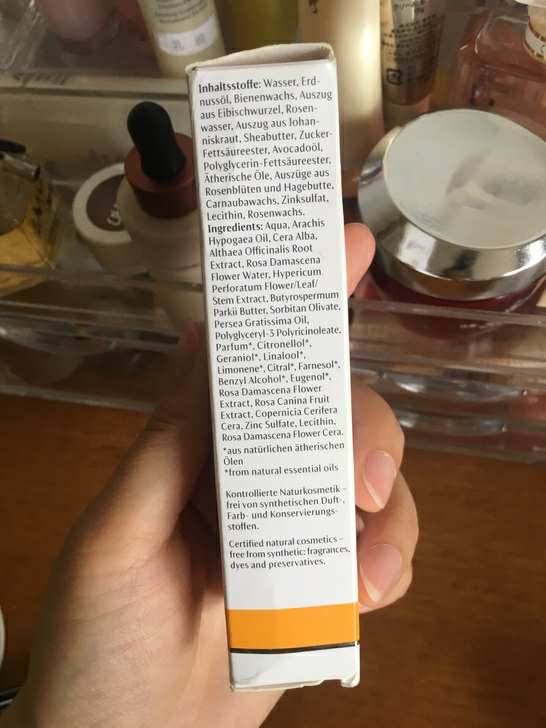 Inhaltsstoffe: Wasser, Erd-
nussöl, Bienenwachs, Auszug
aus Eibischwurzel, Rosen-
wasser, Auszug aus Johan-
niskraut, Sheabutter, Zucker-
Fettsäureester, Avocadoöl,
Polyglycerin-Fettsäureester,
Ätherische Öle, Auszüge aus
Rosenblüten und Hagebutte,
Carnaubawachs, Zinksulfat,
Lecithin, Rosenwachs.
Ingredients: Aqua, Arachis
Hypogaea Oil, Cera Alba,
Althaea Officinalis Root
Extract, Rosa Damascena
Flower Water, Hypericum
Perforatum Flower/Leaf/
Stem Extract, Butyrospermum
Parkii Butter, Sorbitan Olivate,
Persea Gratissima Oil,
Polyglyceryl-3 Polyricinoleate,
Parfum*, Citronellol*,
Geraniol*, Linalool*,
Limonene*, Citral*, Farnesol*,
Benzyl Alcohol*, Eugenol*,
Rosa Damascena Flower
Extract, Rosa Canina Fruit
Extract, Copernicia Cerifera
Cera, Zinc Sulfate, Lecithin,
Rosa Damascena Flower Cera.
*aus natürlichen ätherischen
Ölen
*from natural essential oils
Kontrollierte Naturkosmetik –
frei von synthetischen Duft-,
Farb- und Konservierungs-
stoffen.
Certified natural cosmetics –
free from synthetic: fragrances,
dyes and preservatives.